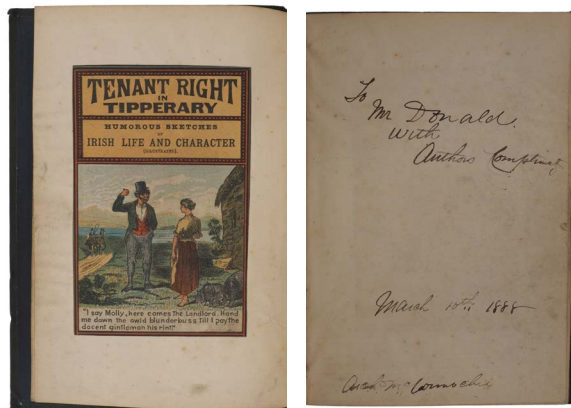 TENANT RIGHT
IN
TIPPERARY
HUMOROUS SKETCHES
OF
IRISH LIFE AND CHARACTER
(ILLUSTRATED).
"I say Molly, here comes the Landlord. Hand
me down the owld blunderbuss till I pay the
dacent gintleman his rint."
To
Mr Donald.
With
Authors Compliments
March 10th, 1888